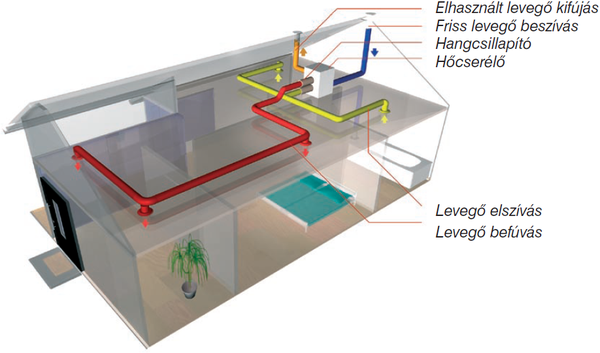 Elhasznált levegő kifújás
Friss levegő beszívás
Hangcsillapító
Hőcserélő
Levegő elszívás
Levegő befúvás